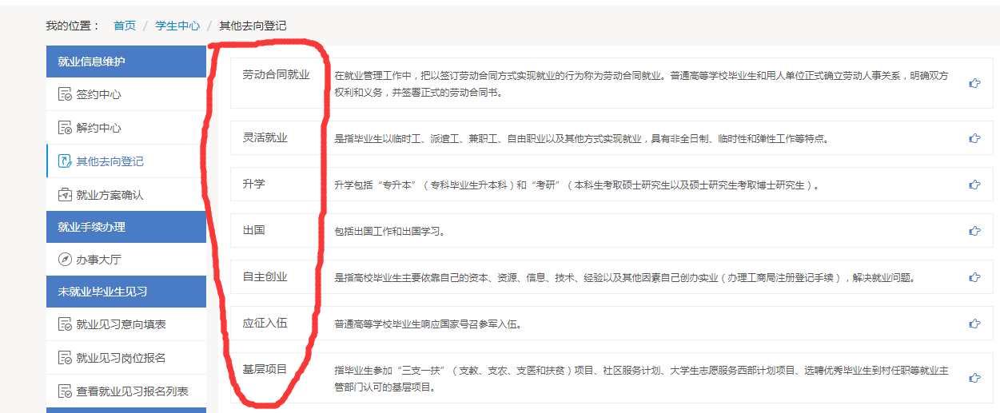 我的位置： 首页 / 学生中心 / 其他去向登记
就业信息维护
签约中心
解约中心
其他去向登记
就业方案确认
就业手续办理
办事大厅
未就业毕业生见习
就业见习意向填表
就业见习岗位报名
查看就业见习报名列表
劳动合同就业
在就业管理工作中，把以签订劳动合同方式实现就业的行为称为劳动合同就业。普通高等学校毕业生和用人单位正式确立劳动人事关系，明确双方
权利和义务，并签署正式的劳动合同书。
灵活就业
是指毕业生以临时工、派遣工、兼职工、自由职业以及其他方式实现就业，具有非全日制、临时性和弹性工作等特点。
升学
升学包括“专升本”（专科毕业生升本科）和“考研”（本科生考取硕士研究生以及硕士研究生考取博士研究生）。
出国
包括出国工作和出国学习。
自主创业
是指高校毕业生主要依靠自己的资本、资源、信息、技术、经验以及其他因素自己创办实业（办理工商局注册登记手续），解决就业问题。
应征入伍
普通高等学校毕业生响应国家号召参军入伍。
基层项目
指毕业生参加“三支一扶”（支教、支农、支医和扶贫）项目、社区服务计划、大学生志愿服务西部计划项目、选聘优秀毕业生到村任职等就业主
管部门认可的基层项目。